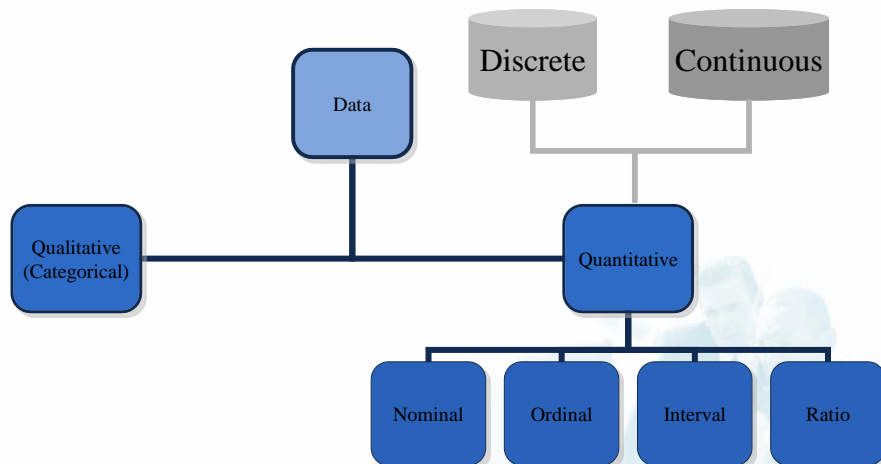 Discrete
Continuous
Data
Qualitative
(Categorical)
Quantitative
Nominal
Ordinal
Interval
Ratio